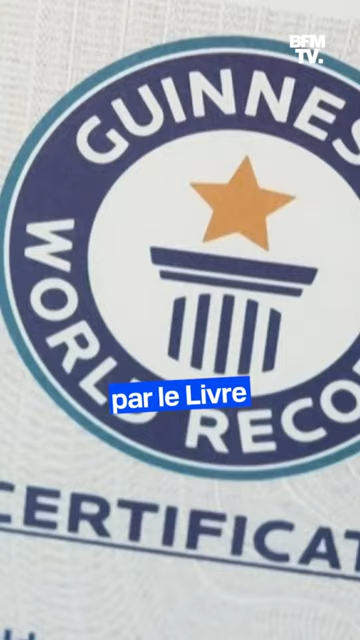 BFM
TV.
GUINNES
WORLD RECO
par le Livre
CERTIFICAT